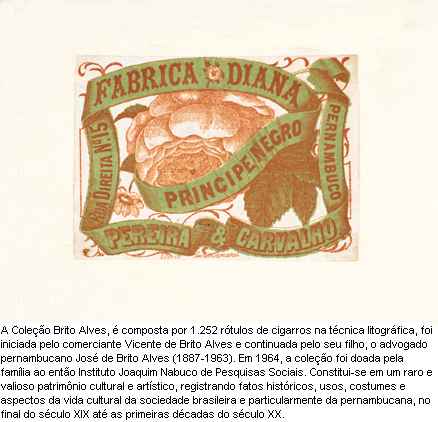 FABRICA DIANA
RUA DIREITA Nº 15
PRINCIPE NEGRO
PERNAMBUCO
PEREIRA & CARVALHO
A Coleção Brito Alves, é composta por 1.252 rótulos de cigarros na técnica litográfica, foi
iniciada pelo comerciante Vicente de Brito Alves e continuada pelo seu filho, o advogado
pernambucano José de Brito Alves (1887-1963). Em 1964, a coleção foi doada pela
família ao então Instituto Joaquim Nabuco de Pesquisas Sociais. Constitui-se em um raro e
valioso patrimônio cultural e artístico, registrando fatos históricos, usos, costumes e
aspectos da vida cultural da sociedade brasileira e particularmente da pernambucana, no
final do século XIX até as primeiras décadas do século XX.